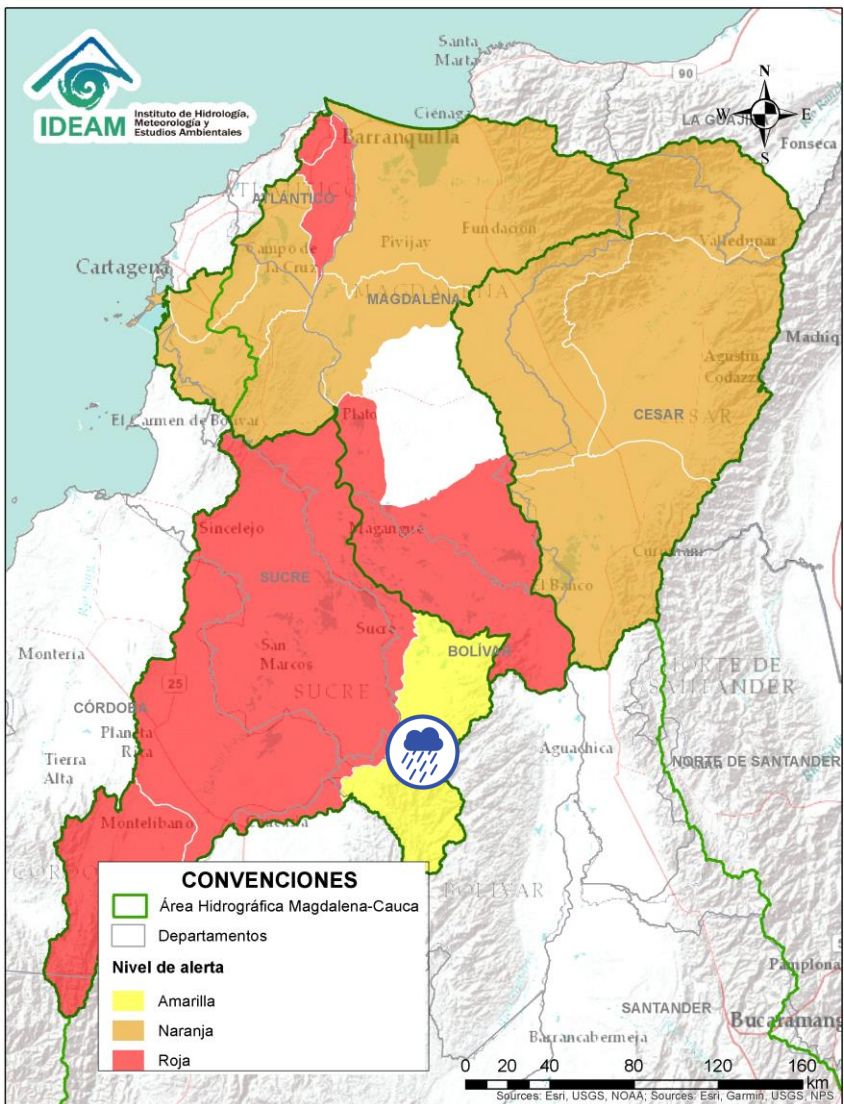 IDEAM
Instituto de Hidrología,
Meteorología y
Estudios Ambientales
Santa
Marta
90
N
W
E
S
LA GUAJI
Ciénaga
Fonseca
Barranquilla
ATLÁNTICO
Valledupar
Fundación
Pivijay
Campo de
la Cruz
Cartagena
MAGDALENA
Machiq
Agustín
Codazzi
Plato
CESAR
El Carmen de Bolívar
Sincelejo
Magangué
Curumaní
El Banco
SUCRE
Sucre
BOLÍVAR
San
Marcos
Montería
SUCRE
25
NORTE DE
SANTANDER
CÓRDOBA
Planeta
Rica
Aguachica
Tierra
Alta
NORTE DE SANTANDER
Montelíbano
Caucasia
BOLÍVAR
CONVENCIONES
Área Hidrográfica Magdalena-Cauca
Departamentos
Nivel de alerta
Amarilla
Naranja
Roja
Pamplona
SANTANDER
Bucaramang
Barrancabermeja
0 20 40 80 120 160
km
Sources: Esri, USGS, NOAA; Sources: Esri, Garmin, USGS, NPS